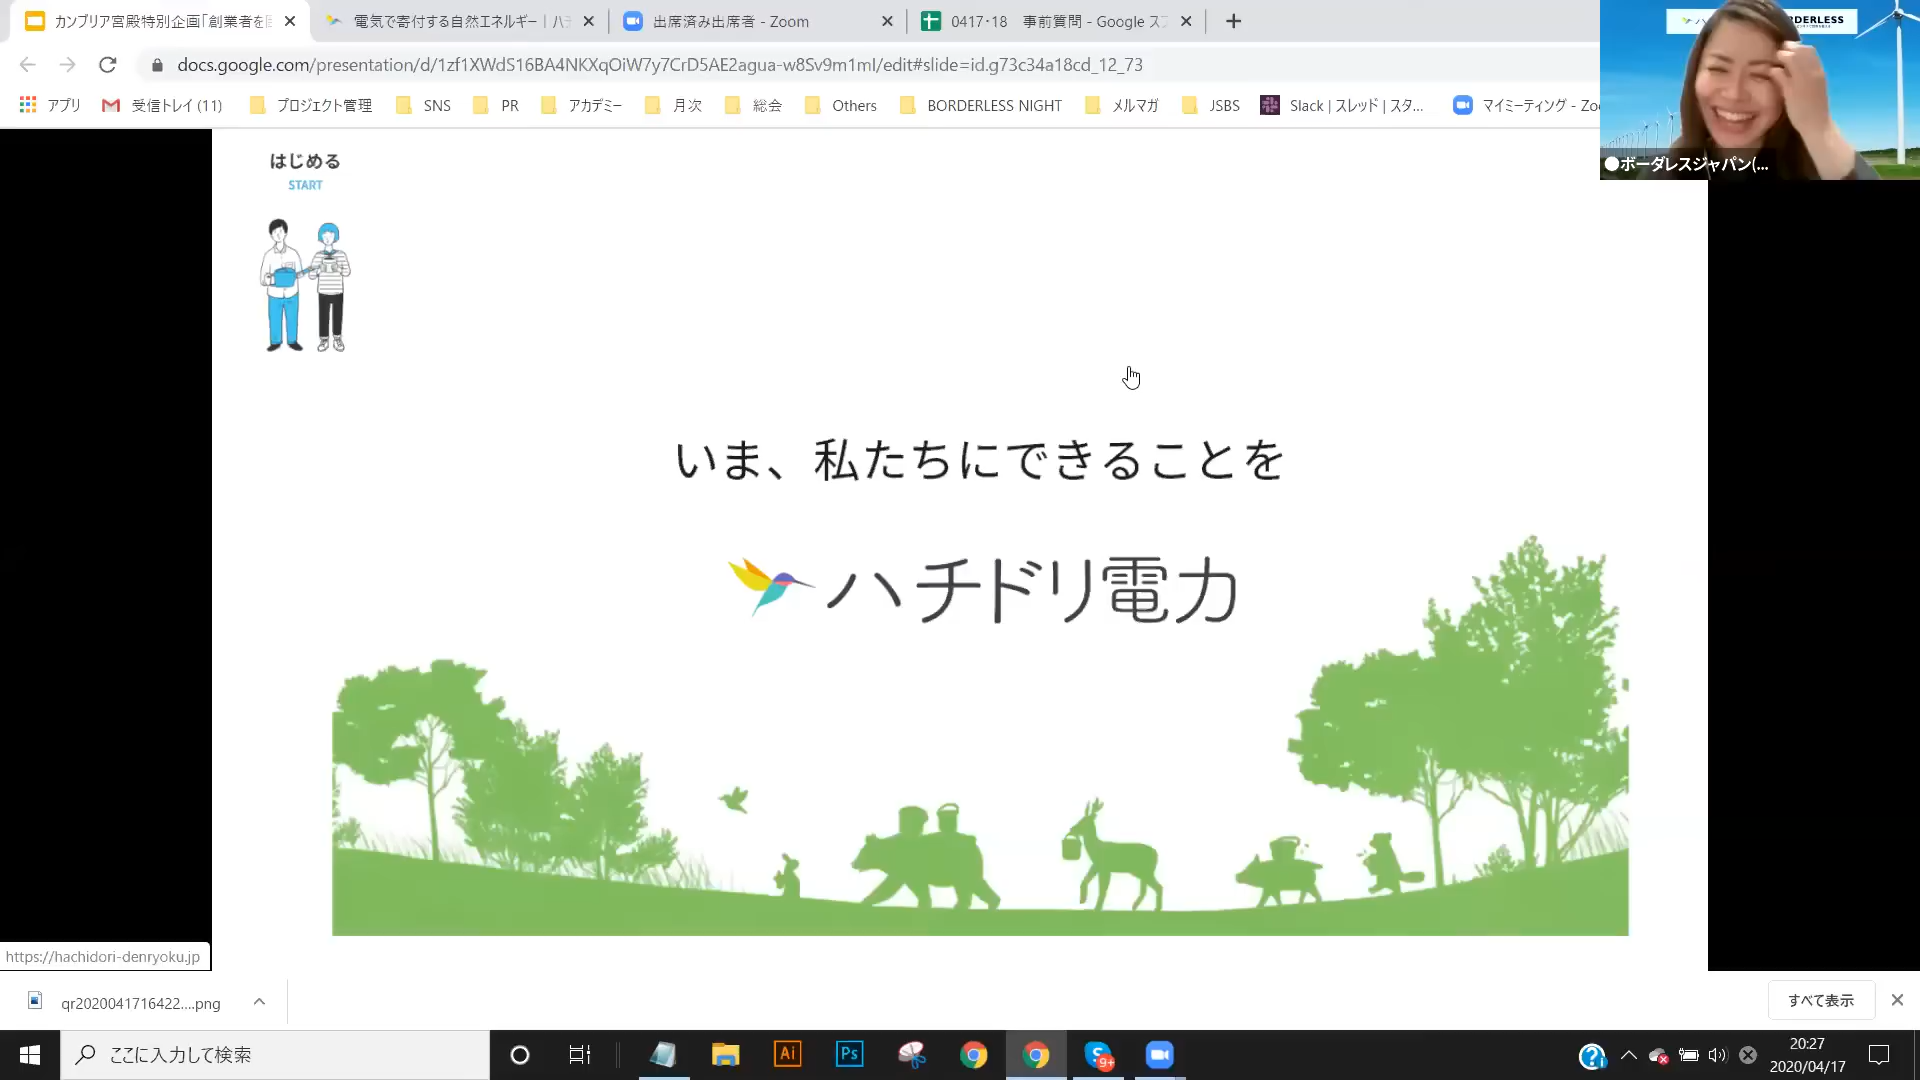 カンブリア宮殿特別企画「創業者を
電気で寄付する自然エネルギー | ハチ
出席済み出席者 - Zoom
0417･18 事前質問 - Google ス
docs.google.com/presentation/d/1zf1XWdS16BA4NKXqOiW7y7CrD5AE2agua-w8Sv9m1mI/edit#slide=id.g73c34a18cd_12_73
アプリ
受信トレイ (11)
プロジェクト管理
SNS
PR
アカデミー
月次
総会
Others
BORDERLESS NIGHT
メルマガ
JSBS
Slack | スレッド | スタ...
マイミーティング - Zo
RDERLESS
●ボーダレスジャパン(...
はじめる
START
いま、私たちにできることを
ハチドリ電力
https://hachidori-denryoku.jp
qr2020041716422....png
すべて表示
ここに入力して検索
Ai
Ps
9+
20:27
2020/04/17